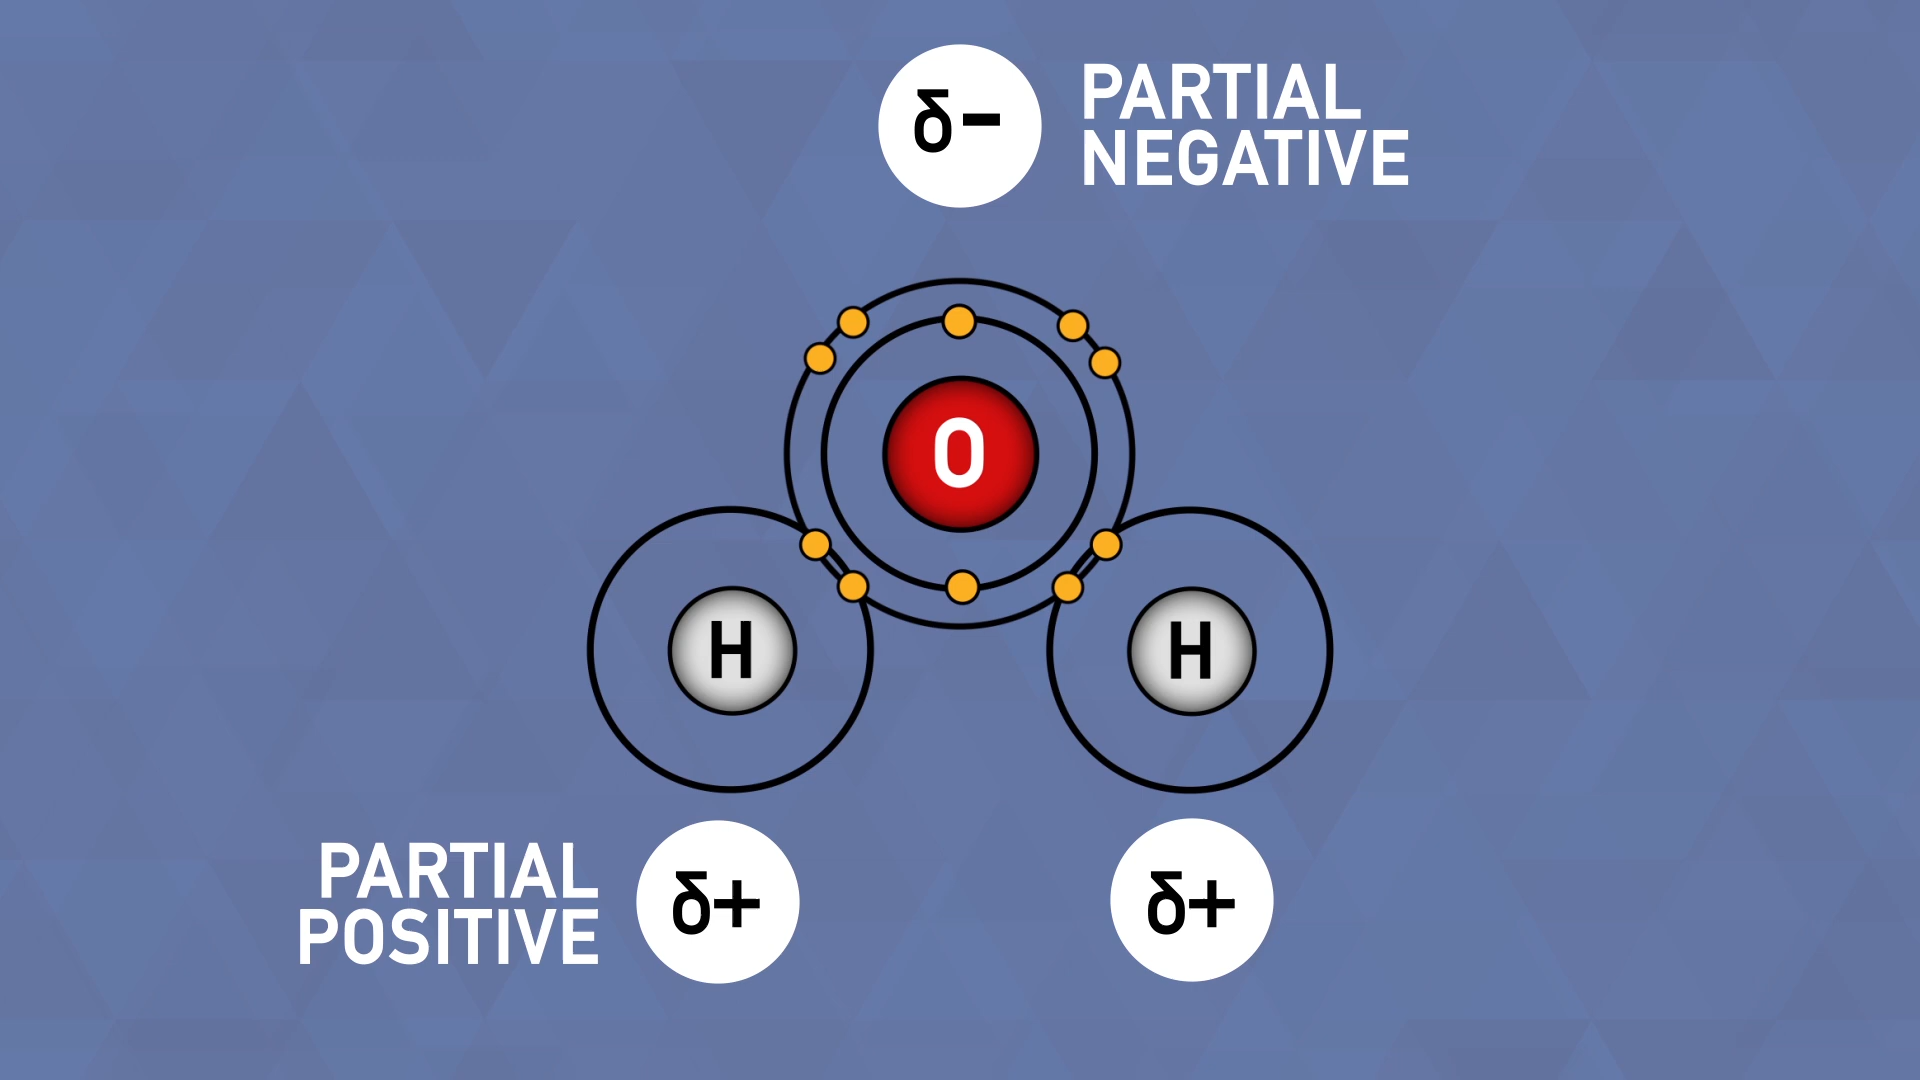 δ−
PARTIAL
NEGATIVE
O
H
H
PARTIAL
POSITIVE
δ+
δ+